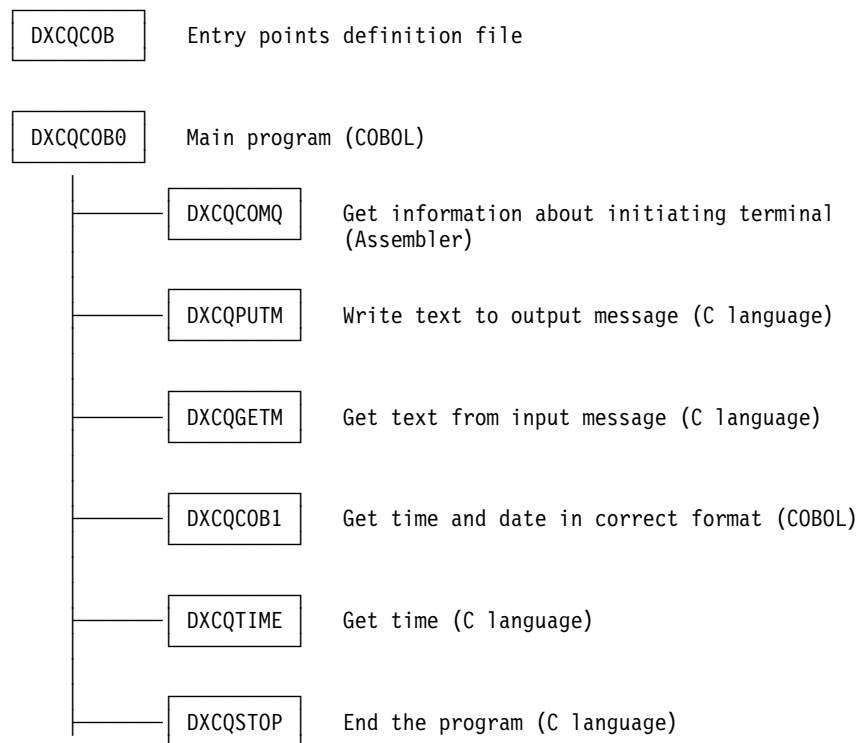 DXCQCOB Entry points definition file
DXCQCOB0 Main program (COBOL)
DXCQCOMQ Get information about initiating terminal
(Assembler)
DXCQPUTM Write text to output message (C language)
DXCQGETM Get text from input message (C language)
DXCQCOB1 Get time and date in correct format (COBOL)
DXCQTIME Get time (C language)
DXCQSTOP End the program (C language)